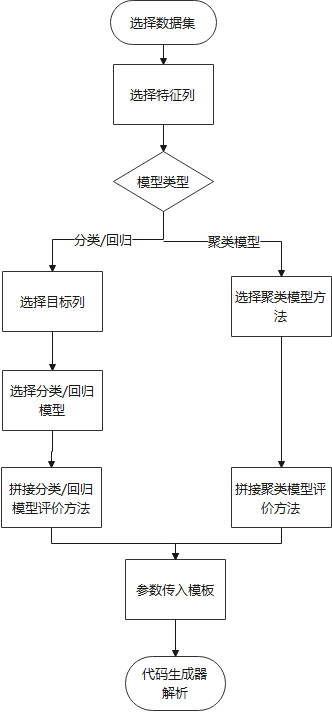 选择数据集
选择特征列
模型类型
分类/回归
聚类模型
选择目标列
选择聚类模型方
法
选择分类/回归
模型
拼接分类/回归
模型评价方法
拼接聚类模型评
价方法
参数传入模板
代码生成器
解析